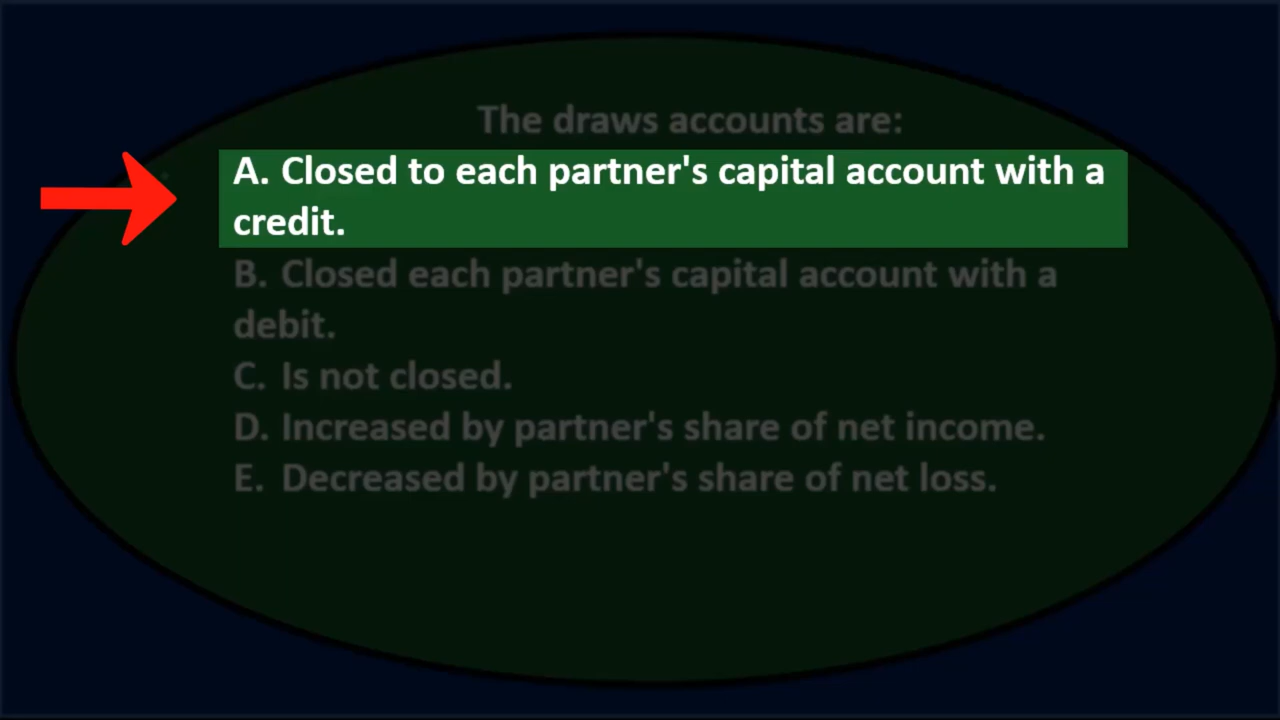 The draws accounts are:
A. Closed to each partner's capital account with a
credit.
B. Closed each partner's capital account with a
debit.
C. Is not closed.
D. Increased by partner's share of net income.
E. Decreased by partner's share of net loss.